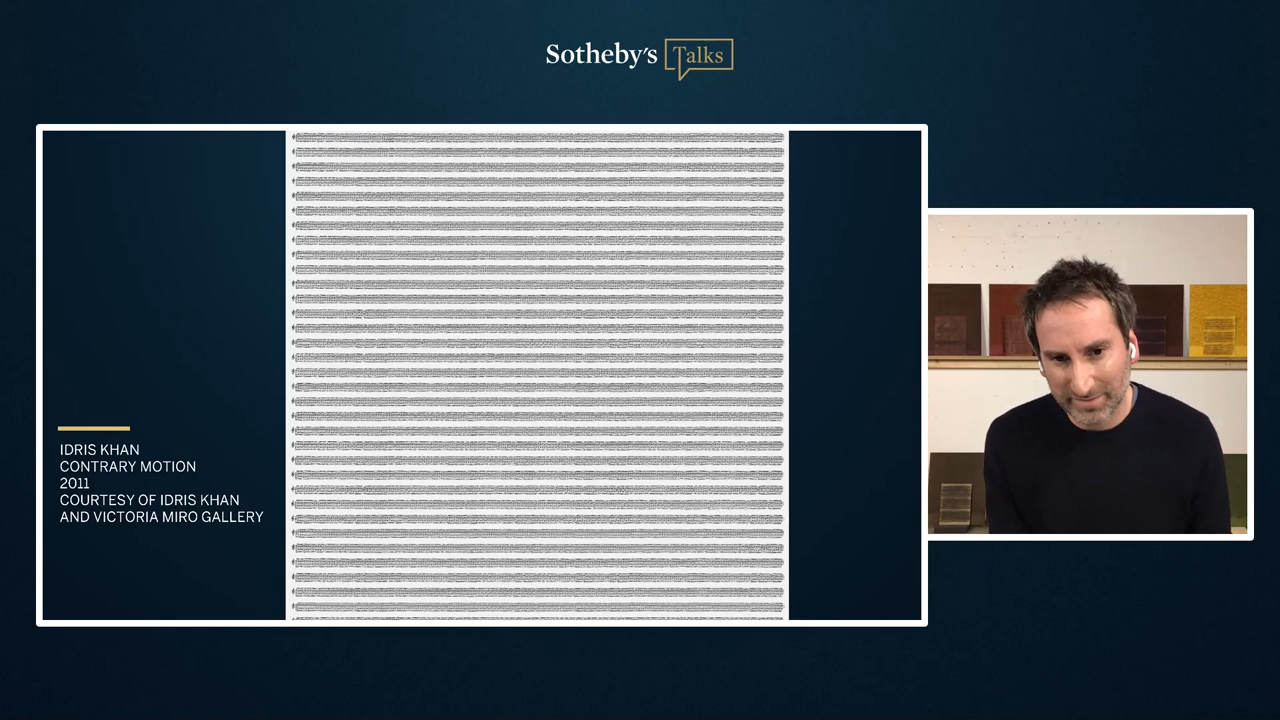 Sotheby's Talks
IDRIS KHAN
CONTRARY MOTION
2011
COURTESY OF IDRIS KHAN
AND VICTORIA MIRO GALLERY